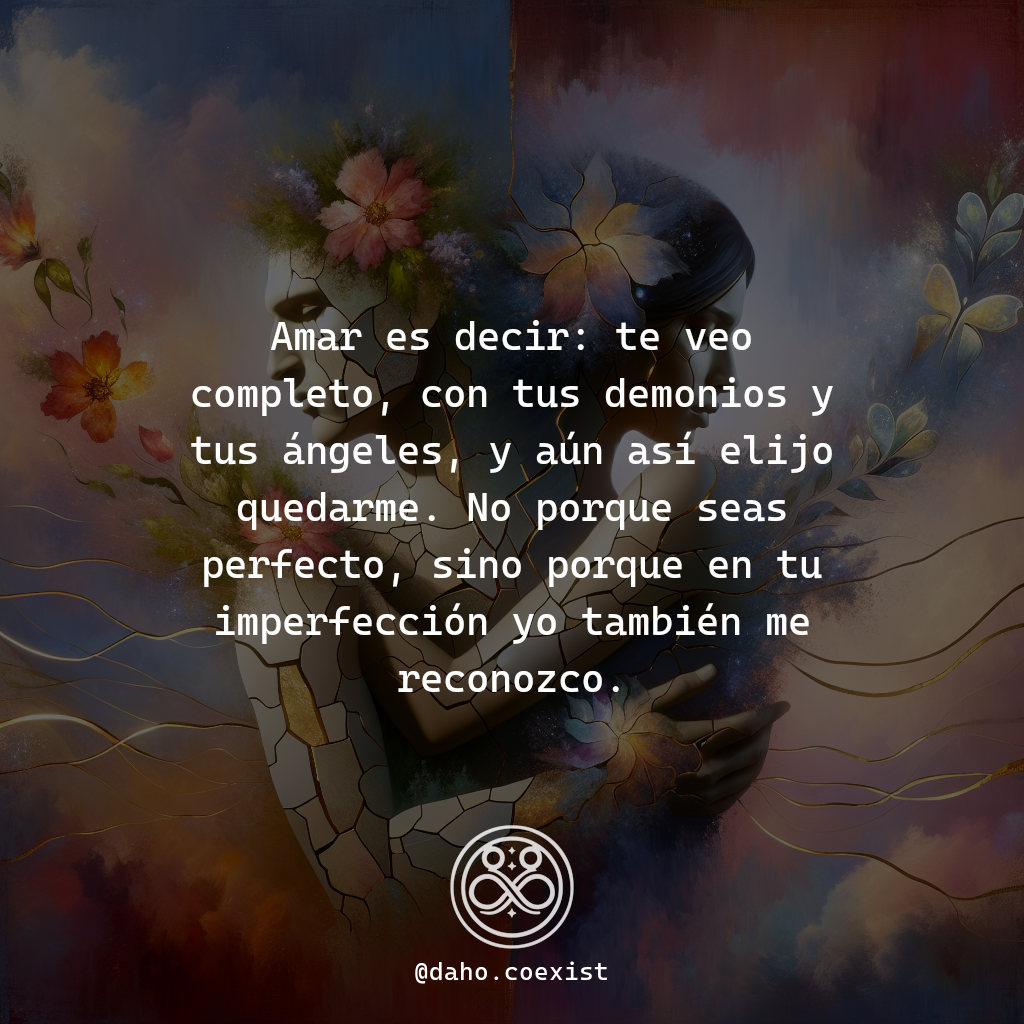 Amar es decir: te veo
completo, con tus demonios y
tus ángeles, y aún así elijo
quedarme. No porque seas
perfecto, sino porque en tu
imperfección yo también me
reconozco.
@daho.coexist